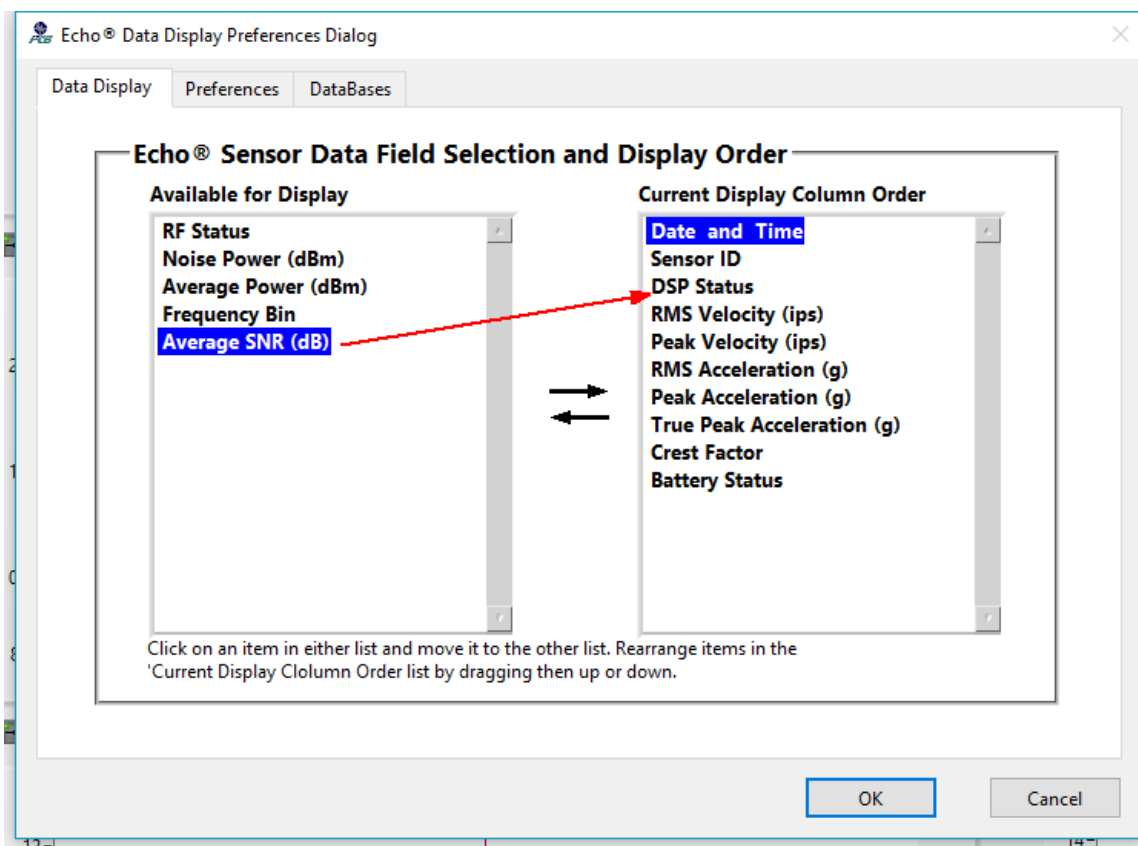 Echo® Data Display Preferences Dialog
Data Display
Preferences
DataBases
Echo® Sensor Data Field Selection and Display Order
Available for Display
RF Status
Noise Power (dBm)
Average Power (dBm)
Frequency Bin
Average SNR (dB)
Current Display Column Order
Date and Time
Sensor ID
DSP Status
RMS Velocity (ips)
Peak Velocity (ips)
RMS Acceleration (g)
Peak Acceleration (g)
True Peak Acceleration (g)
Crest Factor
Battery Status
Click on an item in either list and move it to the other list. Rearrange items in the
'Current Display Clolumn Order list by dragging then up or down.
OK
Cancel